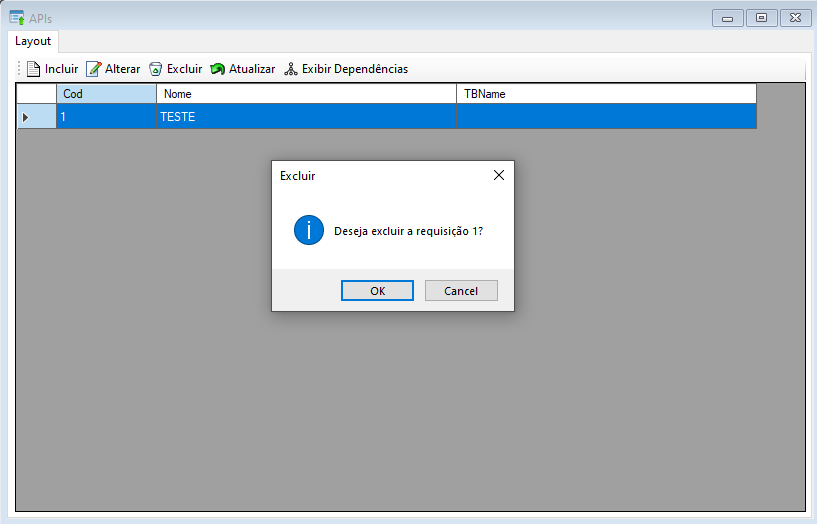 APIs
Layout
Incluir Alterar Excluir Atualizar Exibir Dependências
Cod Nome TBName
1 TESTE
Excluir
Deseja excluir a requisição 1?
OK Cancel